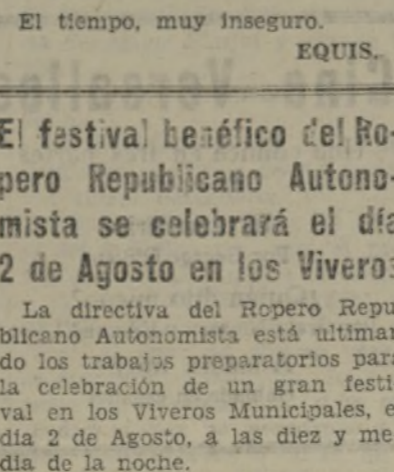 El tiempo, muy inseguro.
EQUIS.
El festival benéfico del Ro-
pero Republicano Autono-
mista se celebrará el día
2 de Agosto en los Viveros
La directiva del Ropero Repu
blicano Autonomista está ultiman
do los trabajos preparatorios para
la celebración de un gran festi
val en los Viveros Municipales, e
día 2 de Agosto, a las diez y me
dia de la noche.